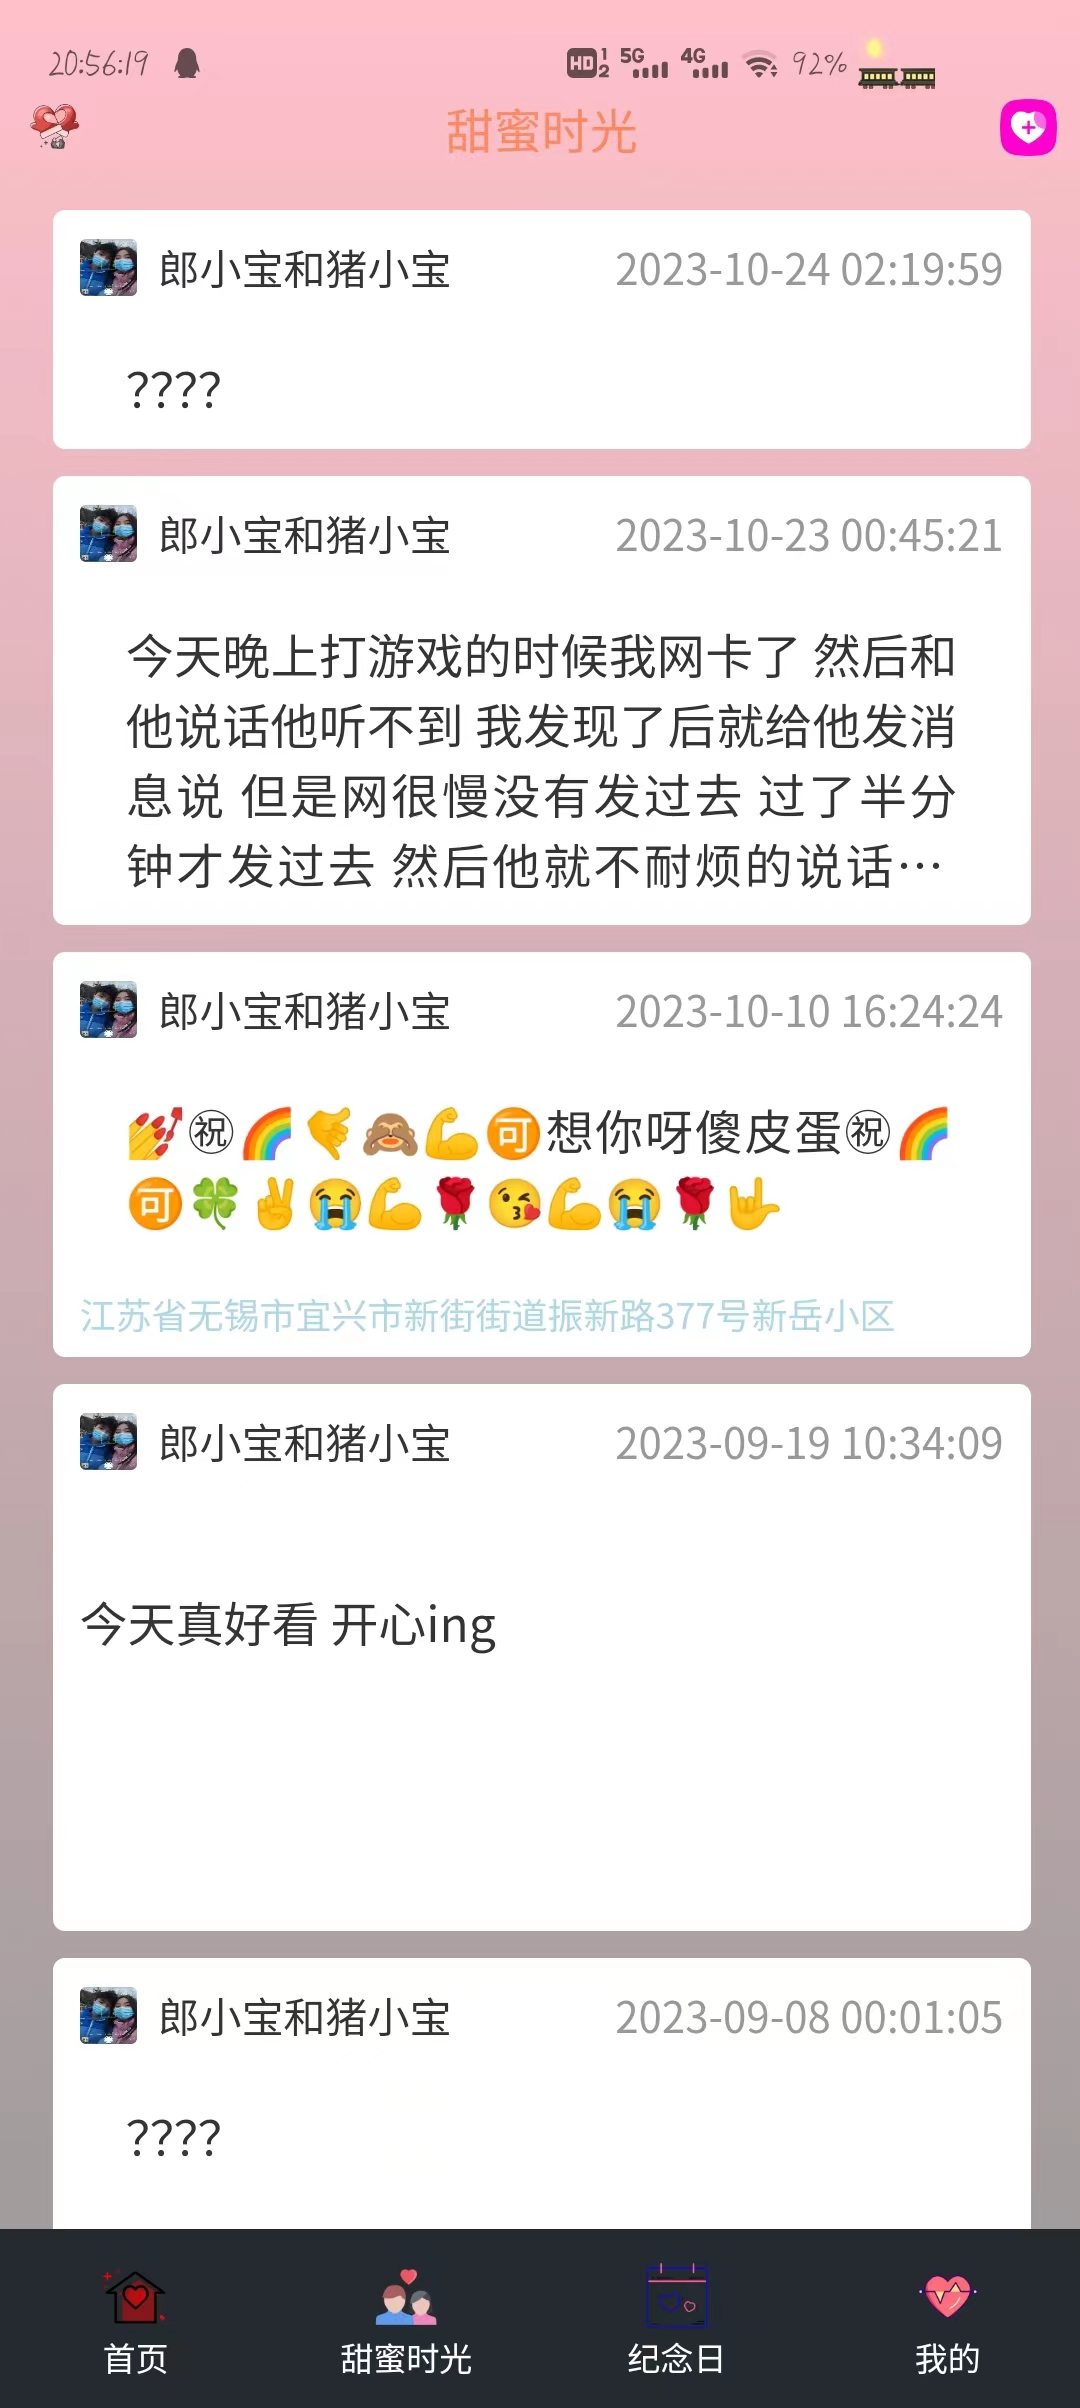 20:56:19 HD 1 2 5G 4G 92%
甜蜜时光
郎小宝和猪小宝 2023-10-24 02:19:59
????
郎小宝和猪小宝 2023-10-23 00:45:21
今天晚上打游戏的时候我网卡了 然后和
他说话他听不到 我发现了后就给他发消
息说 但是网很慢没有发过去 过了半分
钟才发过去 然后他就不耐烦的说话…
郎小宝和猪小宝 2023-10-10 16:24:24
💅㊗🌈🤙🙈💪🉑想你呀傻皮蛋㊗🌈
🉑🍀✌😭💪🌹😘💪😭🌹🤟
江苏省无锡市宜兴市新街街道振新路377号新岳小区
郎小宝和猪小宝 2023-09-19 10:34:09
今天真好看 开心ing
郎小宝和猪小宝 2023-09-08 00:01:05
????
首页 甜蜜时光 纪念日 我的